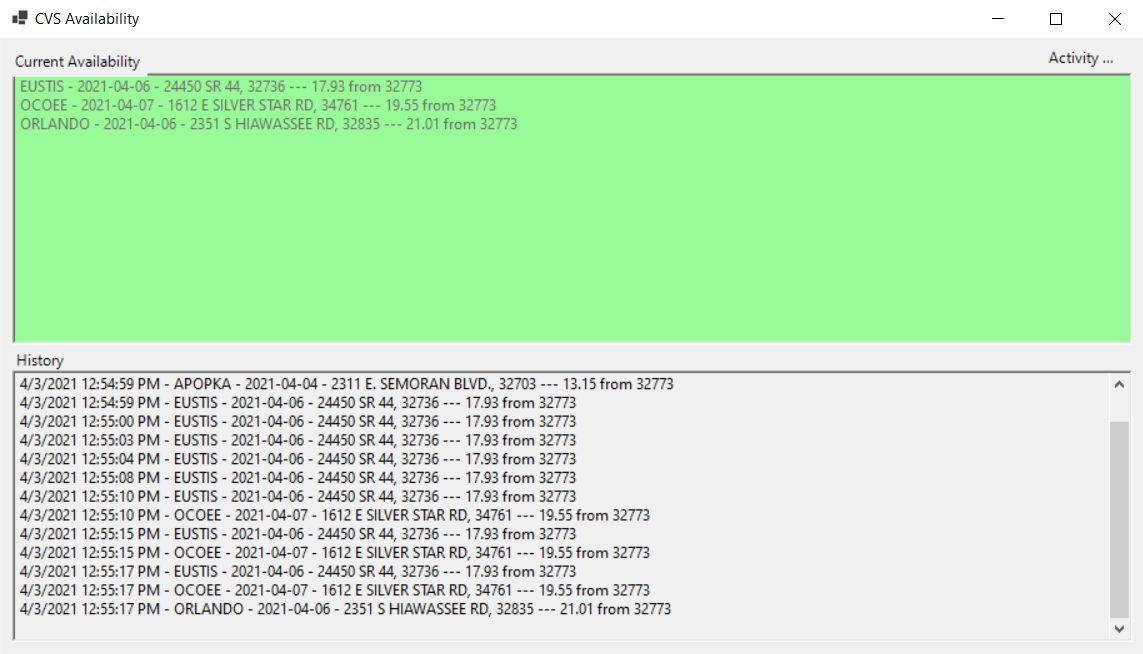 CVS Availability
Current Availability
Activity ...
EUSTIS - 2021-04-06 - 24450 SR 44, 32736 --- 17.93 from 32773
OCOEE - 2021-04-07 - 1612 E SILVER STAR RD, 34761 --- 19.55 from 32773
ORLANDO - 2021-04-06 - 2351 S HIAWASSEE RD, 32835 --- 21.01 from 32773
History
4/3/2021 12:54:59 PM - APOPKA - 2021-04-04 - 2311 E. SEMORAN BLVD., 32703 --- 13.15 from 32773
4/3/2021 12:54:59 PM - EUSTIS - 2021-04-06 - 24450 SR 44, 32736 --- 17.93 from 32773
4/3/2021 12:55:00 PM - EUSTIS - 2021-04-06 - 24450 SR 44, 32736 --- 17.93 from 32773
4/3/2021 12:55:03 PM - EUSTIS - 2021-04-06 - 24450 SR 44, 32736 --- 17.93 from 32773
4/3/2021 12:55:04 PM - EUSTIS - 2021-04-06 - 24450 SR 44, 32736 --- 17.93 from 32773
4/3/2021 12:55:08 PM - EUSTIS - 2021-04-06 - 24450 SR 44, 32736 --- 17.93 from 32773
4/3/2021 12:55:10 PM - EUSTIS - 2021-04-06 - 24450 SR 44, 32736 --- 17.93 from 32773
4/3/2021 12:55:10 PM - OCOEE - 2021-04-07 - 1612 E SILVER STAR RD, 34761 --- 19.55 from 32773
4/3/2021 12:55:15 PM - EUSTIS - 2021-04-06 - 24450 SR 44, 32736 --- 17.93 from 32773
4/3/2021 12:55:15 PM - OCOEE - 2021-04-07 - 1612 E SILVER STAR RD, 34761 --- 19.55 from 32773
4/3/2021 12:55:17 PM - EUSTIS - 2021-04-06 - 24450 SR 44, 32736 --- 17.93 from 32773
4/3/2021 12:55:17 PM - OCOEE - 2021-04-07 - 1612 E SILVER STAR RD, 34761 --- 19.55 from 32773
4/3/2021 12:55:17 PM - ORLANDO - 2021-04-06 - 2351 S HIAWASSEE RD, 32835 --- 21.01 from 32773